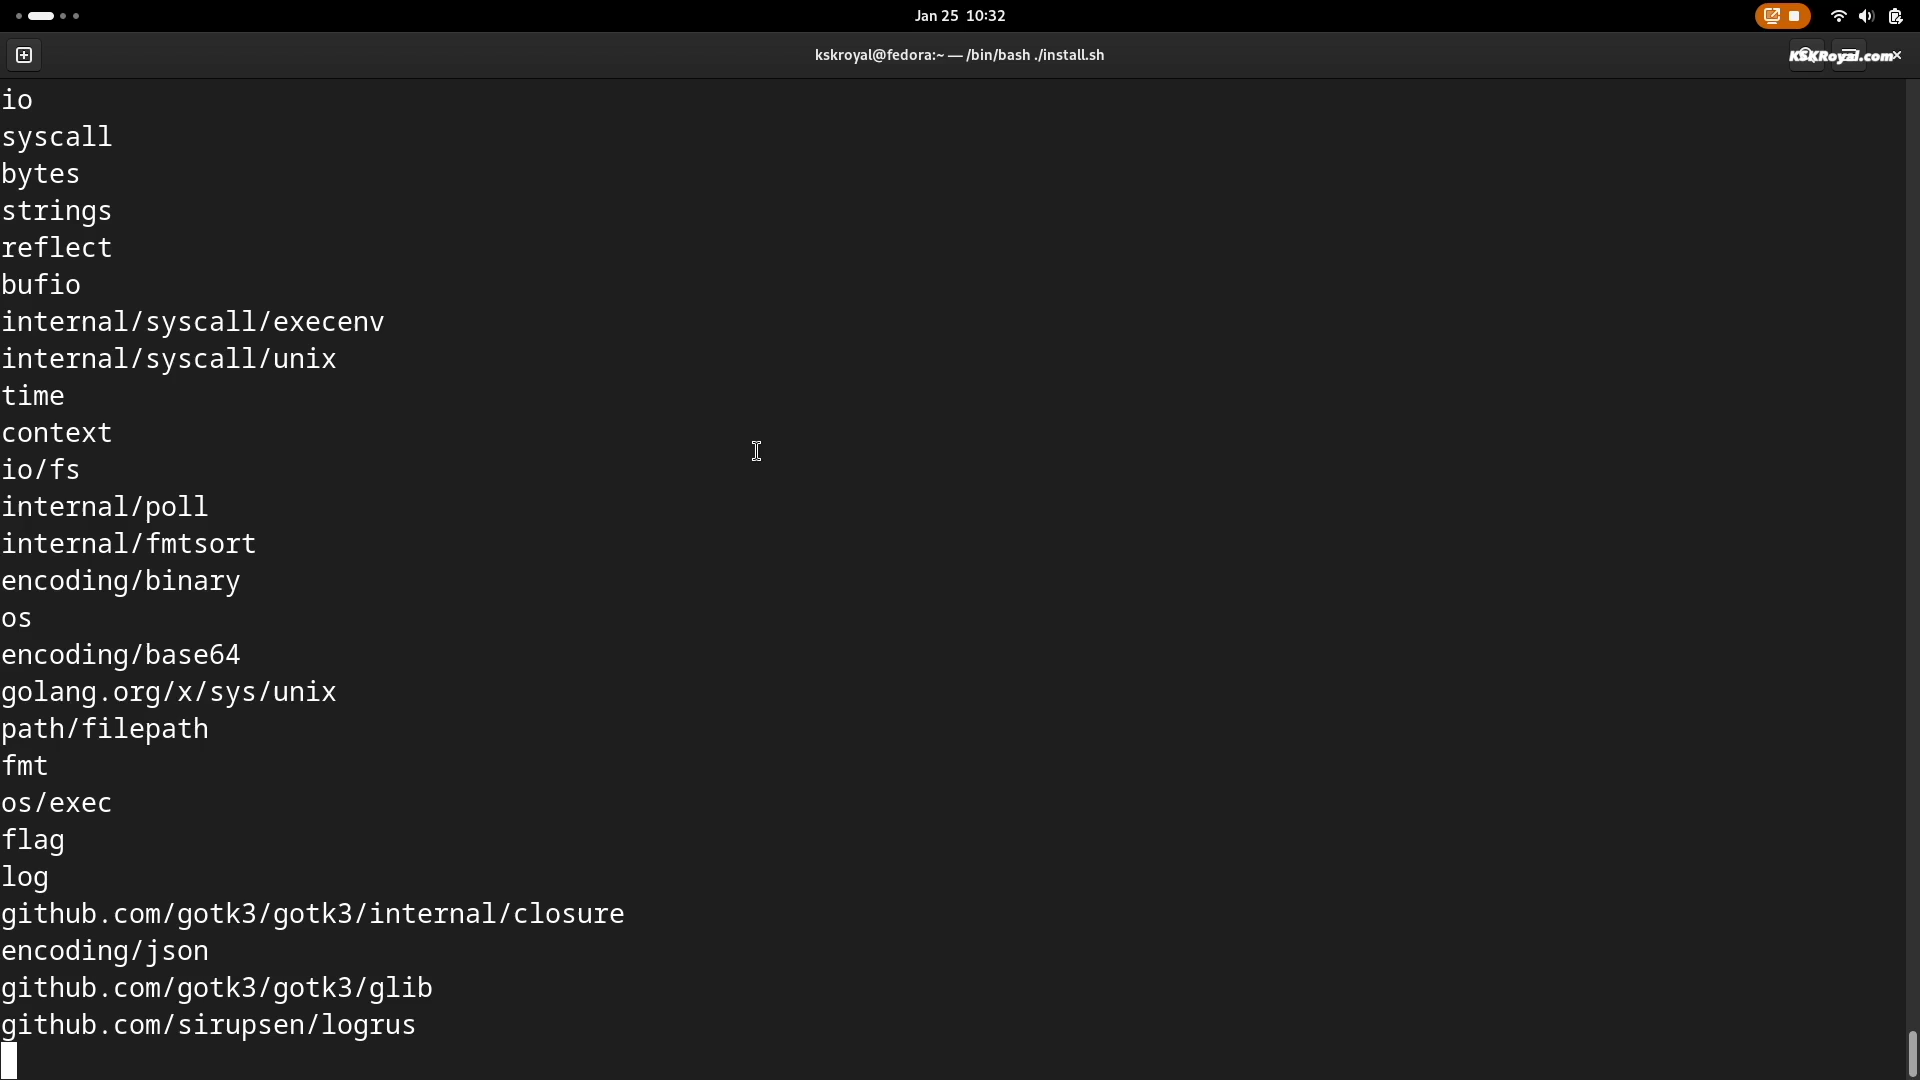 Jan 25 10:32
kskroyal@fedora:~ — /bin/bash ./install.sh
KSKRoyal.com
io
syscall
bytes
strings
reflect
bufio
internal/syscall/execenv
internal/syscall/unix
time
context
io/fs
internal/poll
internal/fmtsort
encoding/binary
os
encoding/base64
golang.org/x/sys/unix
path/filepath
fmt
os/exec
flag
log
github.com/gotk3/gotk3/internal/closure
encoding/json
github.com/gotk3/gotk3/glib
github.com/sirupsen/logrus